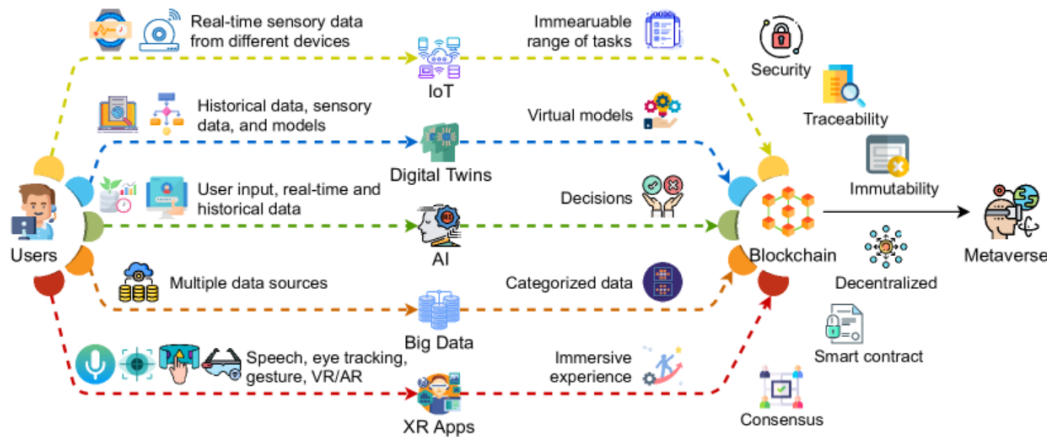 Real-time sensory data
from different devices
IoT
Immearuable
range of tasks
Security
Traceability
Historical data, sensory
data, and models
Digital Twins
Virtual models
Immutability
Users
User input, real-time and
historical data
AI
Decisions
Blockchain
Metaverse
Decentralized
Multiple data sources
Big Data
Categorized data
Smart contract
Speech, eye tracking,
gesture, VR/AR
XR Apps
Immersive
experience
Consensus